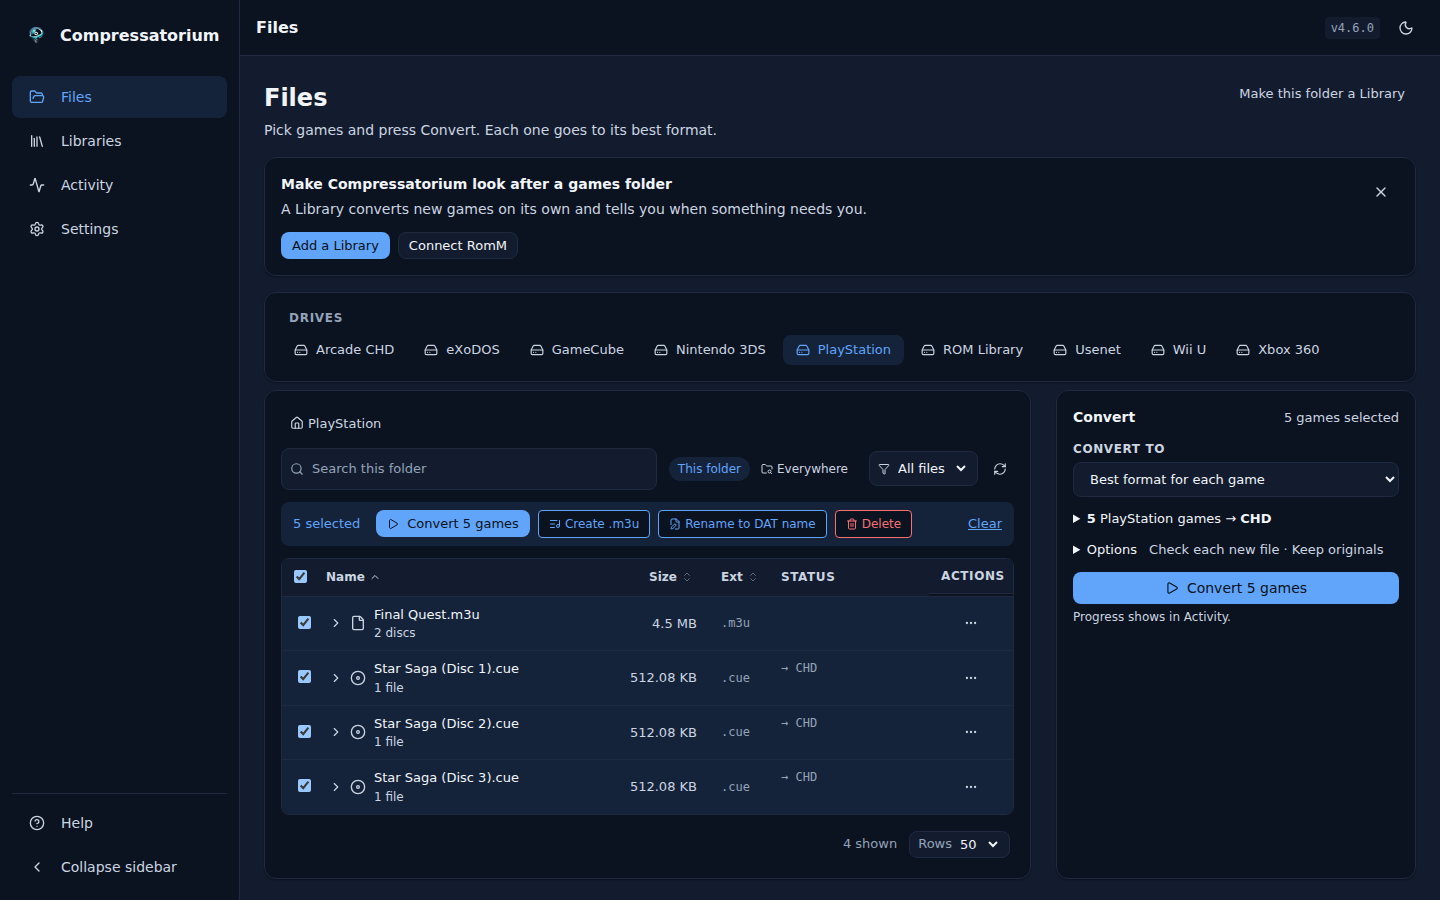 Compressatorium
Files
Libraries
Activity
Settings
Help
Collapse sidebar
Files
v4.6.0
Files
Make this folder a Library
Pick games and press Convert. Each one goes to its best format.
Make Compressatorium look after a games folder
A Library converts new games on its own and tells you when something needs you.
Add a Library
Connect RomM
DRIVES
Arcade CHD
eXoDOS
GameCube
Nintendo 3DS
PlayStation
ROM Library
Usenet
Wii U
Xbox 360
PlayStation
Search this folder
This folder
Everywhere
All files
5 selected
Convert 5 games
Create .m3u
Rename to DAT name
Delete
Clear
Name
Size
Ext
STATUS
ACTIONS
Final Quest.m3u
2 discs
4.5 MB
.m3u
Star Saga (Disc 1).cue
1 file
512.08 KB
.cue
→ CHD
Star Saga (Disc 2).cue
1 file
512.08 KB
.cue
→ CHD
Star Saga (Disc 3).cue
1 file
512.08 KB
.cue
→ CHD
4 shown
Rows 50
Convert
5 games selected
CONVERT TO
Best format for each game
5 PlayStation games → CHD
Options Check each new file · Keep originals
Convert 5 games
Progress shows in Activity.